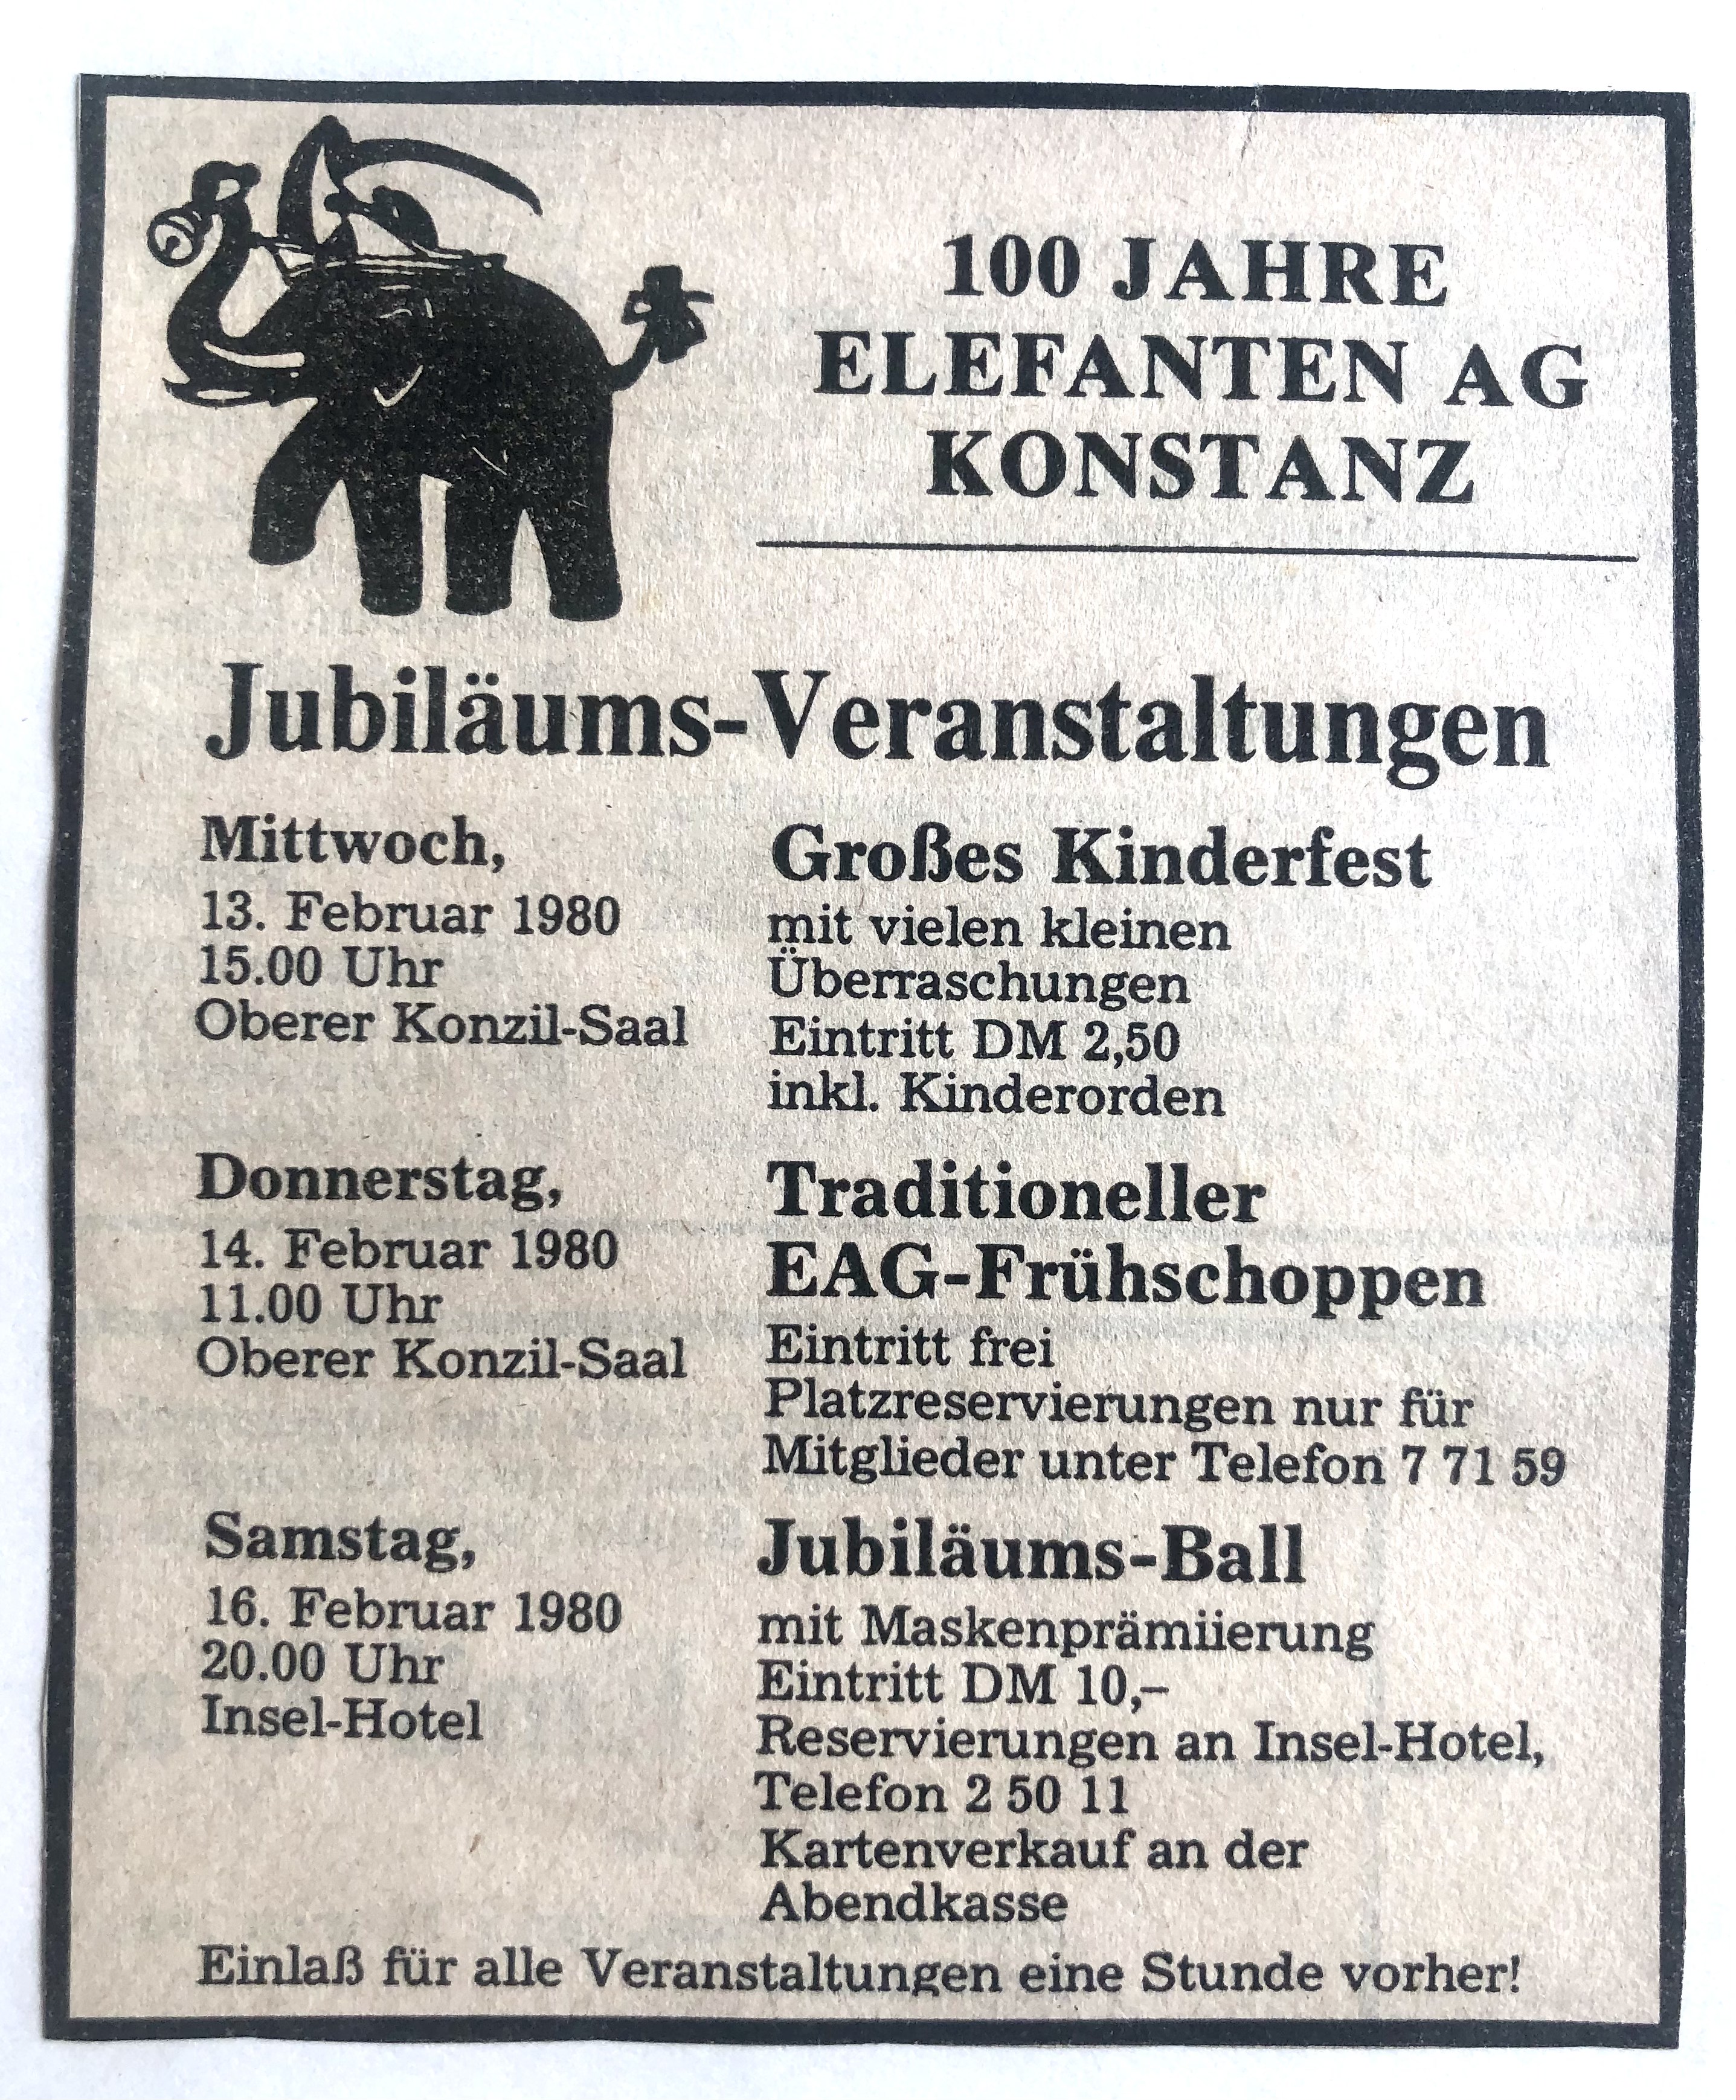 100 JAHRE
ELEFANTEN AG
KONSTANZ
Jubiläums-Veranstaltungen
Mittwoch,
13. Februar 1980
15.00 Uhr
Oberer Konzil-Saal
Großes Kinderfest
mit vielen kleinen
Überraschungen
Eintritt DM 2,50
inkl. Kinderorden
Donnerstag,
14. Februar 1980
11.00 Uhr
Oberer Konzil-Saal
Traditioneller
EAG-Frühschoppen
Eintritt frei
Platzreservierungen nur für
Mitglieder unter Telefon 7 71 59
Samstag,
16. Februar 1980
20.00 Uhr
Insel-Hotel
Jubiläums-Ball
mit Maskenprämiierung
Eintritt DM 10,–
Reservierungen an Insel-Hotel,
Telefon 2 50 11
Kartenverkauf an der
Abendkasse
Einlaß für alle Veranstaltungen eine Stunde vorher!